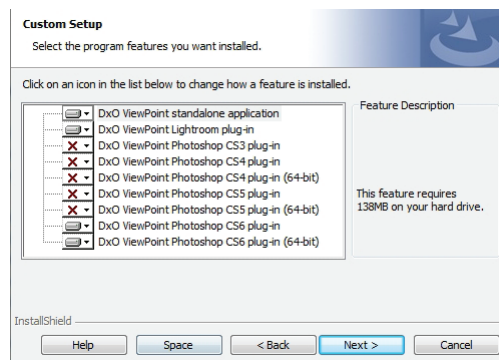 Custom Setup
Select the program features you want installed.
Click on an icon in the list below to change how a feature is installed.
DxO ViewPoint standalone application
DxO ViewPoint Lightroom plug-in
DxO ViewPoint Photoshop CS3 plug-in
DxO ViewPoint Photoshop CS4 plug-in
DxO ViewPoint Photoshop CS4 plug-in (64-bit)
DxO ViewPoint Photoshop CS5 plug-in
DxO ViewPoint Photoshop CS5 plug-in (64-bit)
DxO ViewPoint Photoshop CS6 plug-in
DxO ViewPoint Photoshop CS6 plug-in (64-bit)
Feature Description
This feature requires
138MB on your hard drive.
InstallShield
Help
Space
< Back
Next >
Cancel